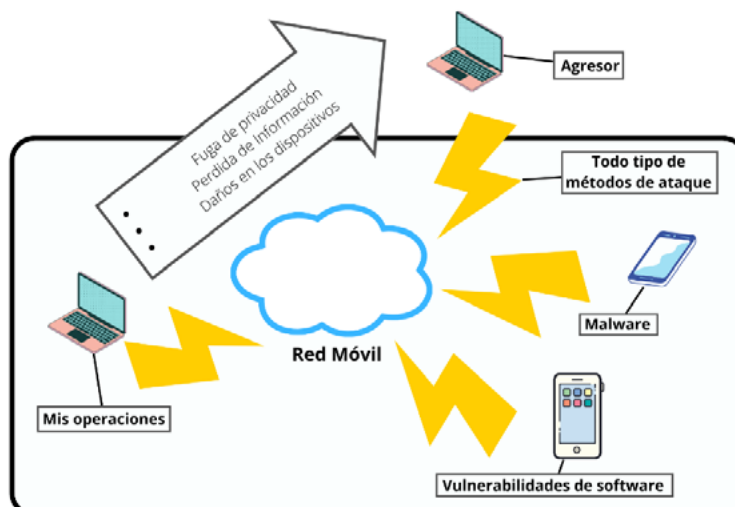 Agresor
Fuga de privacidad
Perdida de Información
Daños en los dispositivos
...
Todo tipo de
métodos de ataque
Malware
Red Móvil
Mis operaciones
Vulnerabilidades de software